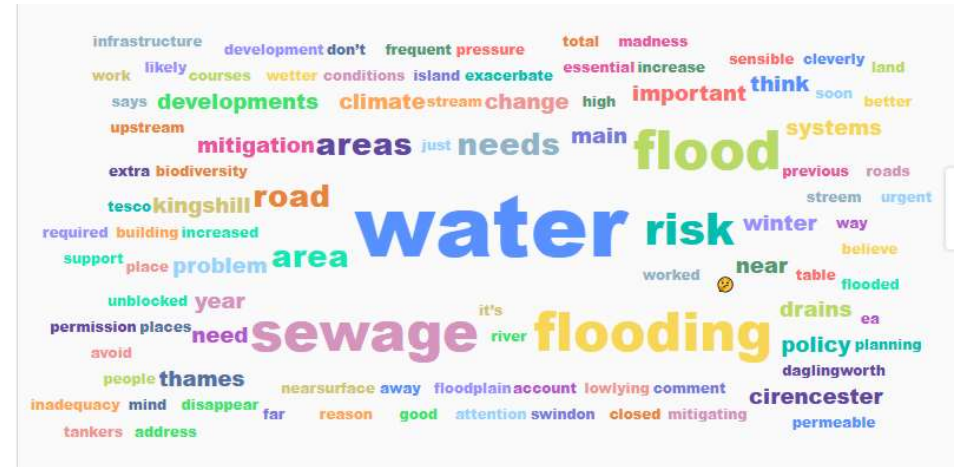 infrastructure development don't frequent pressure total madness
work likely courses wetter conditions island exacerbate essential increase sensible cleverly land
says developments climate stream change high important think soon better
upstream mitigation areas just needs main flood systems
extra biodiversity previous roads
tesco kingshill road water risk winter streem urgent way
required building increased believe
support place problem area worked near table flooded
unblocked year it's drains ea
permission places need sewage river flooding policy planning
avoid daglingworth
people thames nearsurface away floodplain account lowlying comment cirencester
inadequacy mind disappear far reason good attention swindon closed mitigating permeable
tankers address